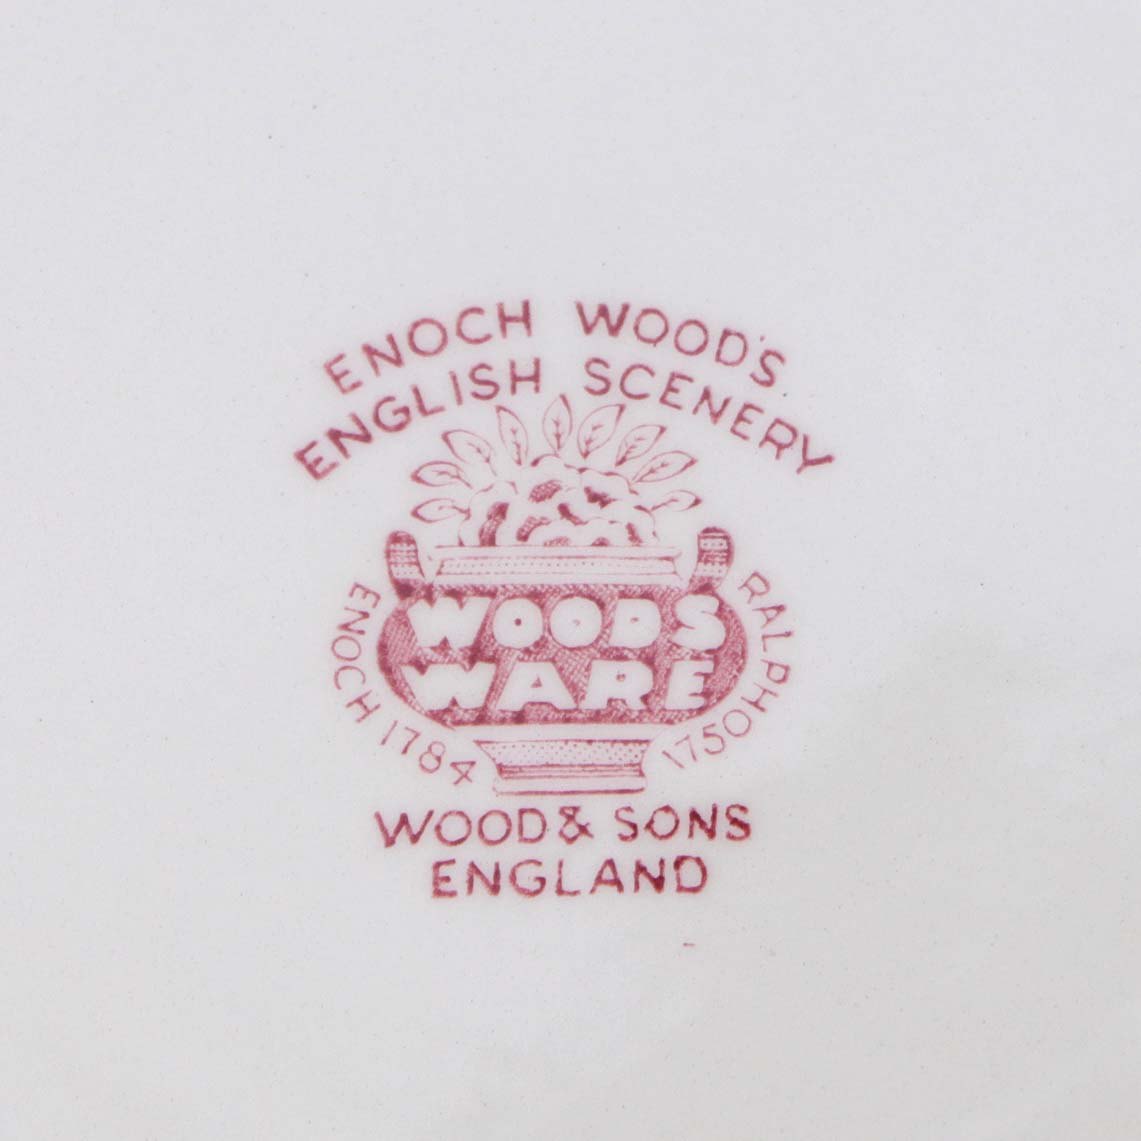 ENOCH WOOD'S
ENGLISH SCENERY
WOODS
WARE
ENOCH 1784
RALPH 1750
WOOD & SONS
ENGLAND